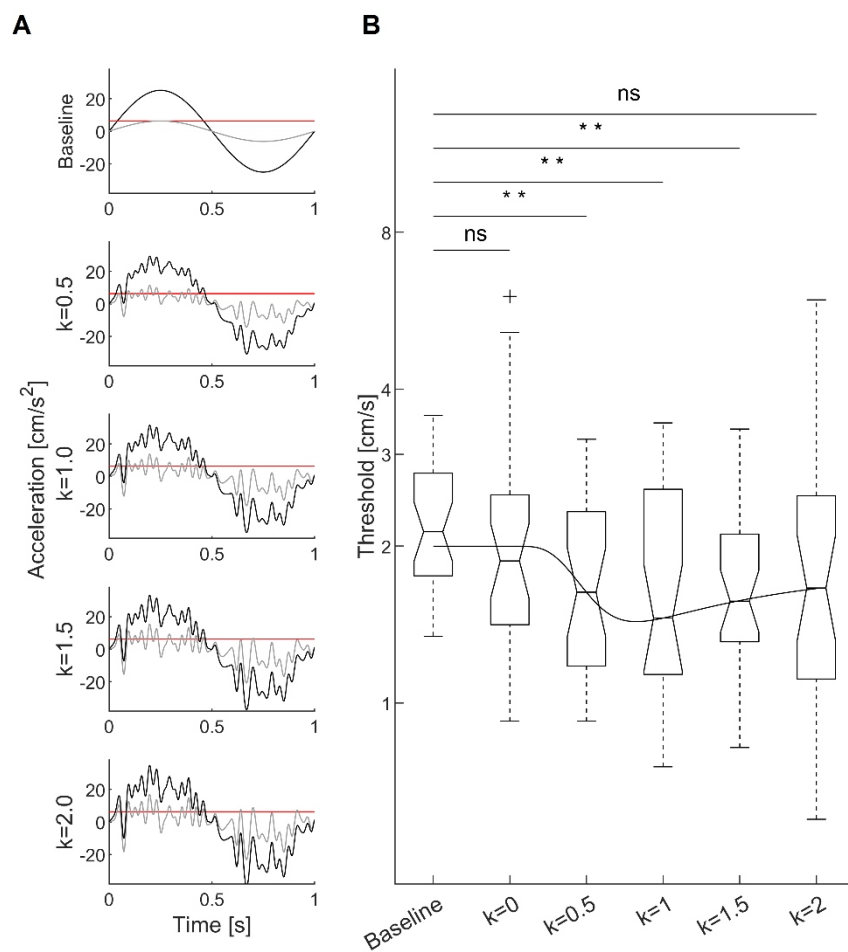 A
B
Acceleration [cm/s²]
Baseline
20
0
-20
0
0.5
1
k=0.5
20
0
-20
0
0.5
1
k=1.0
20
0
-20
0
0.5
1
k=1.5
20
0
-20
0
0.5
1
k=2.0
20
0
-20
0
0.5
1
Time [s]
Threshold [cm/s]
8
4
3
2
1
ns
**
**
**
ns
Baseline
k=0
k=0.5
k=1
k=1.5
k=2